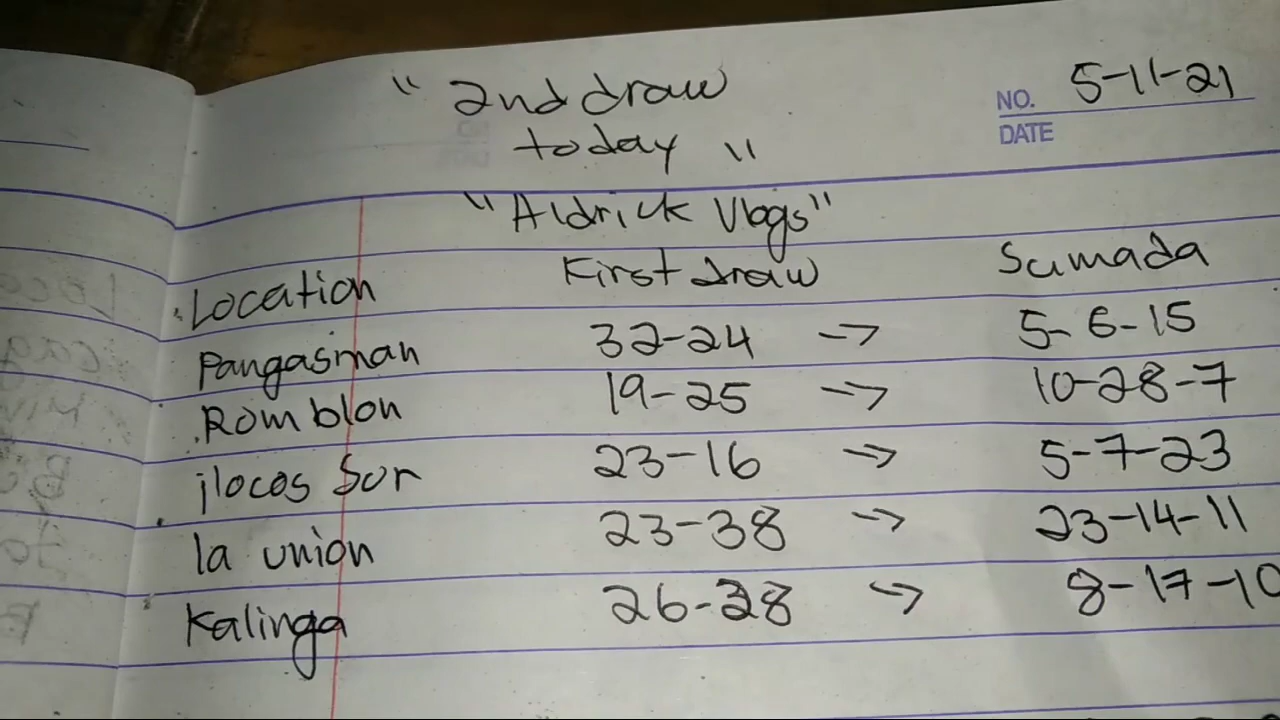 "2nd draw
today"
NO. 5-11-21
DATE
"Aldrick Vlogs"
Location First draw Sumada
Pangasinan 32-24 → 5-6-15
Romblon 19-25 → 10-28-7
ilocos Sur 23-16 → 5-7-23
la union 23-38 → 23-14-11
Kalinga 26-28 → 8-17-10